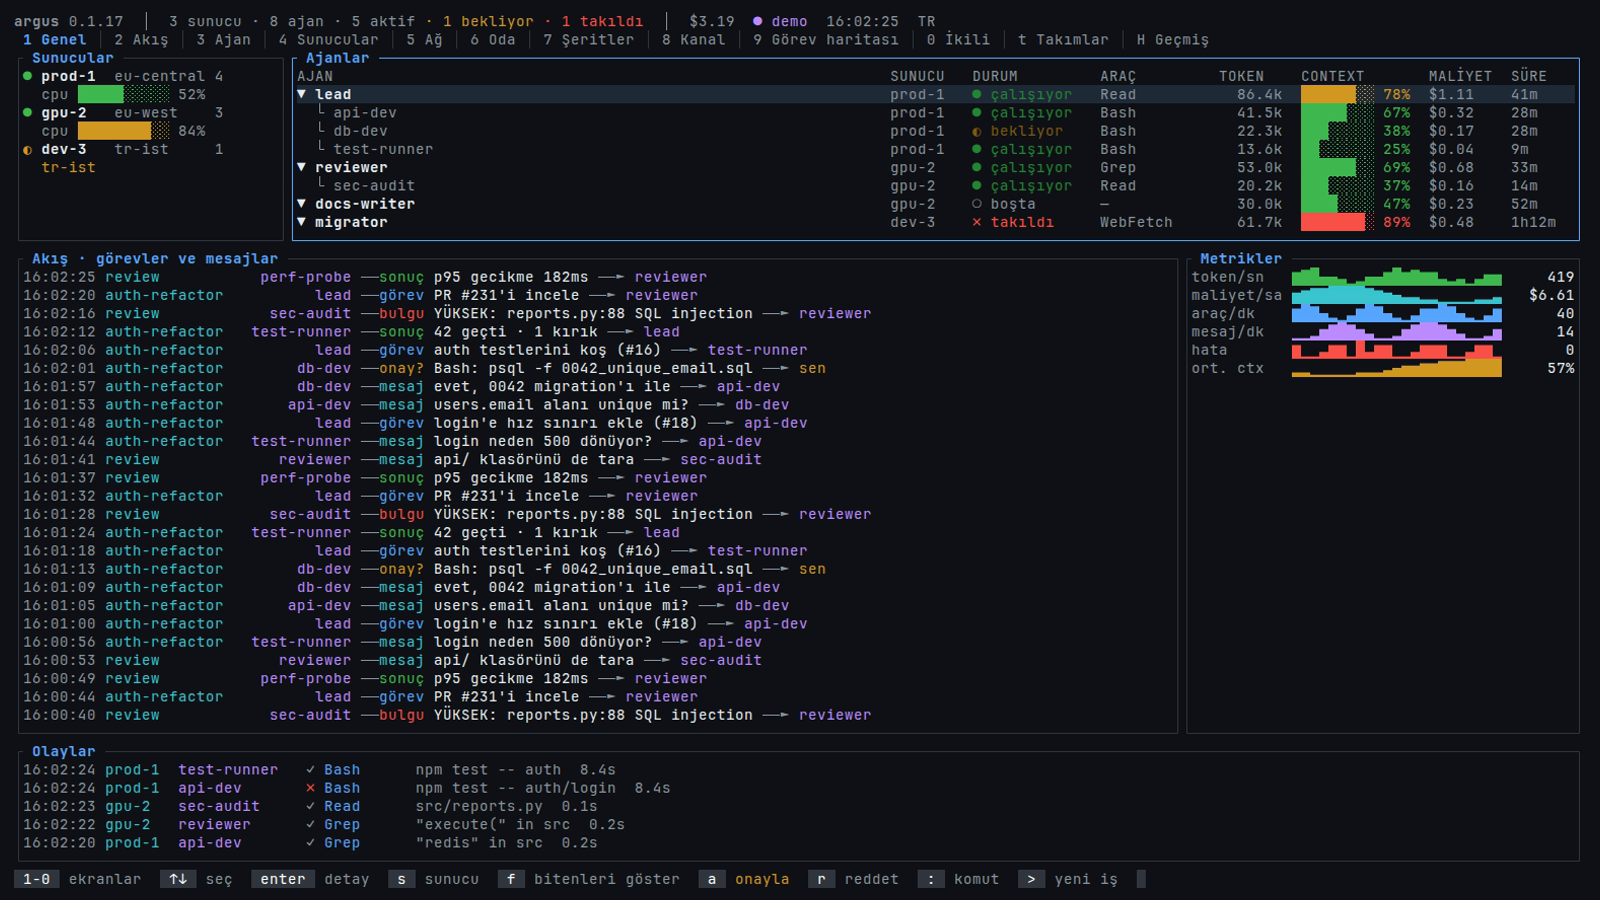 argus 0.1.17 │ 3 sunucu · 8 ajan · 5 aktif · 1 bekliyor · 1 takıldı │ $3.19 ● demo 16:02:25 TR
1 Genel │ 2 Akış │ 3 Ajan │ 4 Sunucular │ 5 Ağ │ 6 Oda │ 7 Şeritler │ 8 Kanal │ 9 Görev haritası │ 0 İkili │ t Takımlar │ H Geçmiş
Sunucular
● prod-1 eu-central 4
cpu 52%
● gpu-2 eu-west 3
cpu 84%
◐ dev-3 tr-ist 1
tr-ist
Ajanlar
AJAN SUNUCU DURUM ARAÇ TOKEN CONTEXT MALİYET SÜRE
▼ lead prod-1 ● çalışıyor Read 86.4k 78% $1.11 41m
└ api-dev prod-1 ● çalışıyor Bash 41.5k 67% $0.32 28m
└ db-dev prod-1 ◐ bekliyor Bash 22.3k 38% $0.17 28m
└ test-runner prod-1 ● çalışıyor Bash 13.6k 25% $0.04 9m
▼ reviewer gpu-2 ● çalışıyor Grep 53.0k 69% $0.68 33m
└ sec-audit gpu-2 ● çalışıyor Read 20.2k 37% $0.16 14m
▼ docs-writer gpu-2 ○ boşta — 30.0k 47% $0.23 52m
▼ migrator dev-3 ✕ takıldı WebFetch 61.7k 89% $0.48 1h12m
Akış · görevler ve mesajlar
16:02:25 review perf-probe ──sonuç p95 gecikme 182ms ──► reviewer
16:02:20 auth-refactor lead ──görev PR #231'i incele ──► reviewer
16:02:16 review sec-audit ──bulgu YÜKSEK: reports.py:88 SQL injection ──► reviewer
16:02:12 auth-refactor test-runner ──sonuç 42 geçti · 1 kırık ──► lead
16:02:06 auth-refactor lead ──görev auth testlerini koş (#16) ──► test-runner
16:02:01 auth-refactor db-dev ──onay? Bash: psql -f 0042_unique_email.sql ──► sen
16:01:57 auth-refactor db-dev ──mesaj evet, 0042 migration'ı ile ──► api-dev
16:01:53 auth-refactor api-dev ──mesaj users.email alanı unique mi? ──► db-dev
16:01:48 auth-refactor lead ──görev login'e hız sınırı ekle (#18) ──► api-dev
16:01:44 auth-refactor test-runner ──mesaj login neden 500 dönüyor? ──► api-dev
16:01:41 review reviewer ──mesaj api/ klasörünü de tara ──► sec-audit
16:01:37 review perf-probe ──sonuç p95 gecikme 182ms ──► reviewer
16:01:32 auth-refactor lead ──görev PR #231'i incele ──► reviewer
16:01:28 review sec-audit ──bulgu YÜKSEK: reports.py:88 SQL injection ──► reviewer
16:01:24 auth-refactor test-runner ──sonuç 42 geçti · 1 kırık ──► lead
16:01:18 auth-refactor lead ──görev auth testlerini koş (#16) ──► test-runner
16:01:13 auth-refactor db-dev ──onay? Bash: psql -f 0042_unique_email.sql ──► sen
16:01:09 auth-refactor db-dev ──mesaj evet, 0042 migration'ı ile ──► api-dev
16:01:05 auth-refactor api-dev ──mesaj users.email alanı unique mi? ──► db-dev
16:01:00 auth-refactor lead ──görev login'e hız sınırı ekle (#18) ──► api-dev
16:00:56 auth-refactor test-runner ──mesaj login neden 500 dönüyor? ──► api-dev
16:00:53 review reviewer ──mesaj api/ klasörünü de tara ──► sec-audit
16:00:49 review perf-probe ──sonuç p95 gecikme 182ms ──► reviewer
16:00:44 auth-refactor lead ──görev PR #231'i incele ──► reviewer
16:00:40 review sec-audit ──bulgu YÜKSEK: reports.py:88 SQL injection ──► reviewer
Metrikler
token/sn 419
maliyet/sa $6.61
araç/dk 40
mesaj/dk 14
hata 0
ort. ctx 57%
Olaylar
16:02:24 prod-1 test-runner ✓ Bash npm test -- auth 8.4s
16:02:24 prod-1 api-dev ✕ Bash npm test -- auth/login 8.4s
16:02:23 gpu-2 sec-audit ✓ Read src/reports.py 0.1s
16:02:22 gpu-2 reviewer ✓ Grep "execute(" in src 0.2s
16:02:20 prod-1 api-dev ✓ Grep "redis" in src 0.2s
1-0 ekranlar ↑↓ seç enter detay s sunucu f bitenleri göster a onayla r reddet : komut > yeni iş